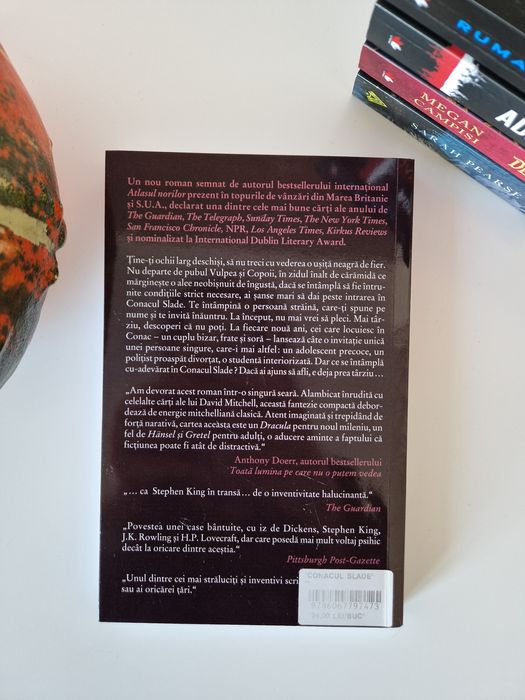 RUMA
AD
MEGAN
CAMPISI
DE
SARAH PEARSE
Un nou roman semnat de autorul bestsellerului internațional
Atlasul norilor prezent în topurile de vânzări din Marea Britanie
și S.U.A., declarat una dintre cele mai bune cărți ale anului de
The Guardian, The Telegraph, Sunday Times, The New York Times,
San Francisco Chronicle, NPR, Los Angeles Times, Kirkus Reviews
și nominalizat la International Dublin Literary Award.
Ține-ți ochii larg deschiși, să nu treci cu vederea o ușiță neagră de fier.
Nu departe de pubul Vulpea și Copoii, în zidul înalt de cărămidă ce
mărginește o alee neobișnuit de îngustă, dacă se întâmplă să fie întru-
nite condițiile strict necesare, ai șanse mari să dai peste intrarea în
Conacul Slade. Te întâmpină o persoană străină, care-ți spune pe
nume și te invită înăuntru. La început, nu mai vrei să pleci. Mai târ-
ziu, descoperi că nu poți. La fiecare nouă ani, cei care locuiesc în
Conac – un cuplu bizar, frate și soră – lansează câte o invitație unică
unei persoane singure, care-i mai altfel: un adolescent precoce, un
polițist proaspăt divorțat, o studentă interiorizată. Dar ce se întâmplă
cu-adevărat în Conacul Slade? Dacă ai ajuns să afli, e deja prea târziu ...
„Am devorat acest roman într-o singură seară. Alambicat înrudită cu
celelalte cărți ale lui David Mitchell, această fantezie compactă debor-
dează de energie mitchelliană clasică. Atent imaginată și trepidând de
forță narativă, cartea aceasta este un Dracula pentru noul mileniu, un
fel de Hänsel și Gretel pentru adulți, o aducere aminte a faptului că
ficțiunea poate fi atât de distractivă.“
Anthony Doerr, autorul bestsellerului
Toată lumina pe care nu o putem vedea
„... ca Stephen King în transă... de o inventivitate halucinantă.“
The Guardian
„Povestea unei case bântuite, cu iz de Dickens, Stephen King,
J.K. Rowling și H.P. Lovecraft, dar care posedă mai mult voltaj psihic
decât la oricare dintre aceștia.“
Pittsburgh Post-Gazette
„Unul dintre cei mai străluciți și inventivi scri
sau ai oricărei țări.“
CONACUL SLADE"
9786067797473
"34,00 LEI/BUC"